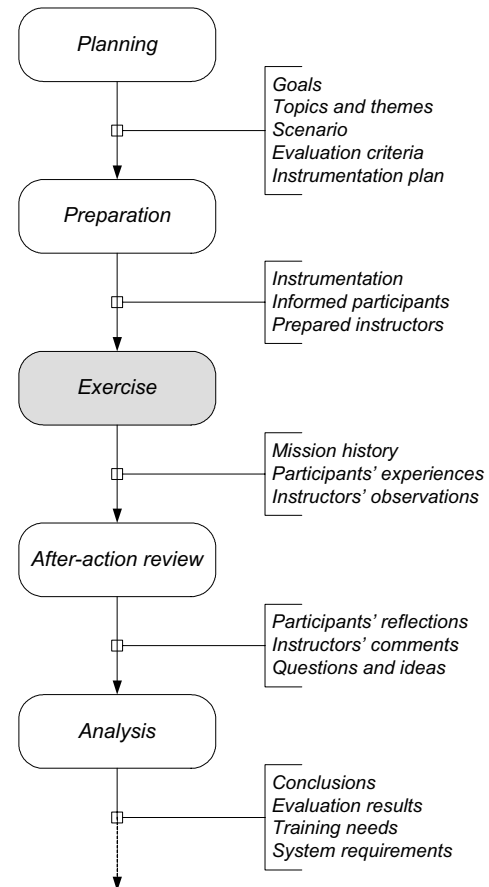 Planning
Goals
Topics and themes
Scenario
Evaluation criteria
Instrumentation plan
Preparation
Instrumentation
Informed participants
Prepared instructors
Exercise
Mission history
Participants’ experiences
Instructors’ observations
After-action review
Participants’ reflections
Instructors’ comments
Questions and ideas
Analysis
Conclusions
Evaluation results
Training needs
System requirements